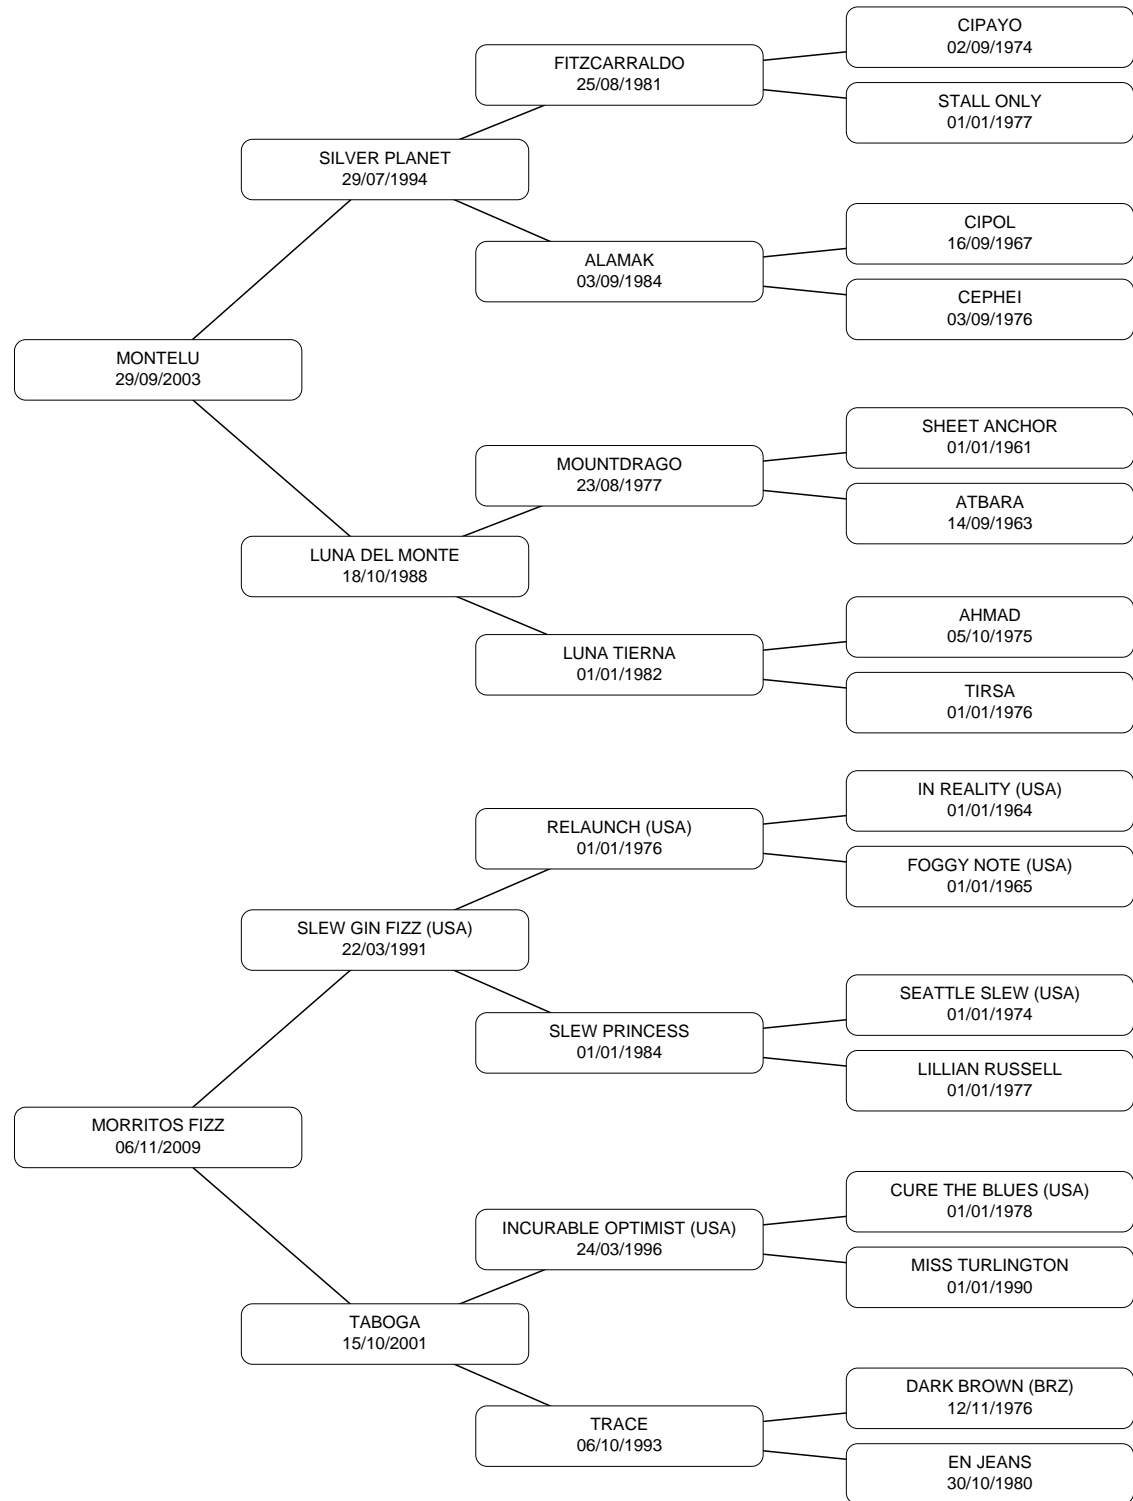 CIPAYO
02/09/1974
FITZCARRALDO
25/08/1981
STALL ONLY
01/01/1977
SILVER PLANET
29/07/1994
CIPOL
16/09/1967
ALAMAK
03/09/1984
CEPHEI
03/09/1976
MONTELU
29/09/2003
SHEET ANCHOR
01/01/1961
MOUNTDRAGO
23/08/1977
ATBARA
14/09/1963
LUNA DEL MONTE
18/10/1988
AHMAD
05/10/1975
LUNA TIERNA
01/01/1982
TIRSA
01/01/1976
IN REALITY (USA)
01/01/1964
RELAUNCH (USA)
01/01/1976
FOGGY NOTE (USA)
01/01/1965
SLEW GIN FIZZ (USA)
22/03/1991
SEATTLE SLEW (USA)
01/01/1974
SLEW PRINCESS
01/01/1984
LILLIAN RUSSELL
01/01/1977
MORRITOS FIZZ
06/11/2009
CURE THE BLUES (USA)
01/01/1978
INCURABLE OPTIMIST (USA)
24/03/1996
MISS TURLINGTON
01/01/1990
TABOGA
15/10/2001
DARK BROWN (BRZ)
12/11/1976
TRACE
06/10/1993
EN JEANS
30/10/1980